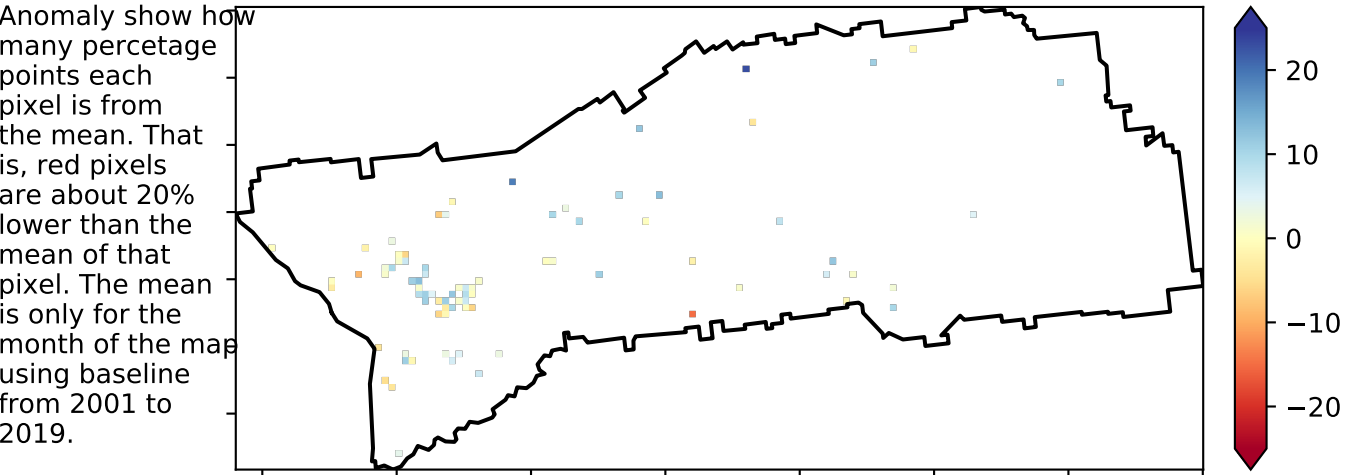 Anomaly show how
many percetage
points each
pixel is from
the mean. That
is, red pixels
are about 20%
lower than the
mean of that
pixel. The mean
is only for the
month of the map
using baseline
from 2001 to
2019.
20
10
0
−10
−20